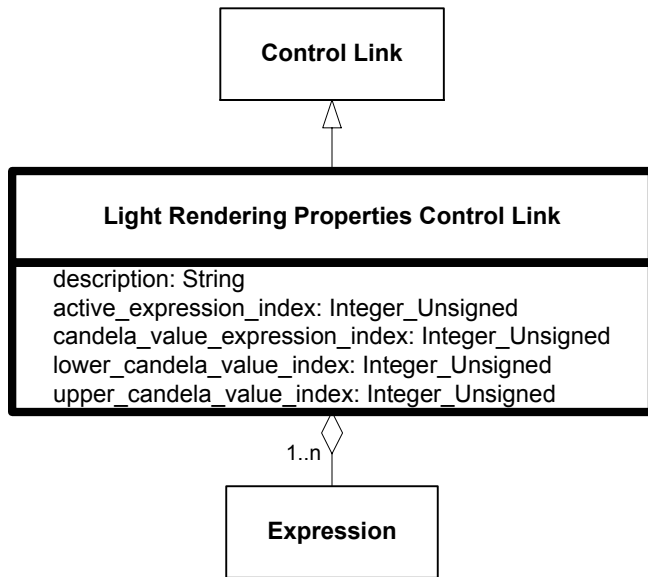 Control Link
Light Rendering Properties Control Link
description: String
active_expression_index: Integer_Unsigned
candela_value_expression_index: Integer_Unsigned
lower_candela_value_index: Integer_Unsigned
upper_candela_value_index: Integer_Unsigned
1..n
Expression